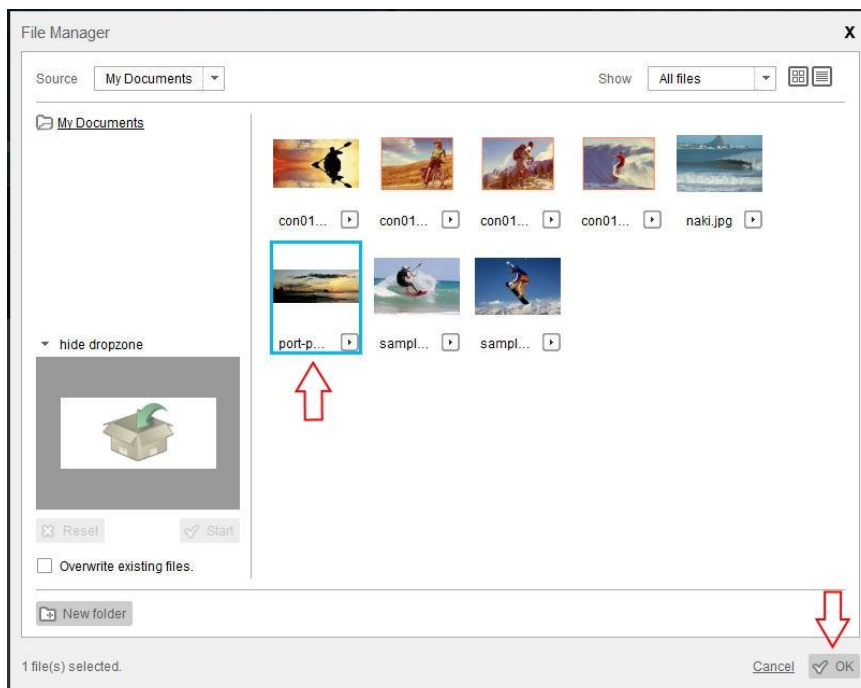 File Manager X
Source My Documents Show All files
My Documents
con01... con01... con01... con01... naki.jpg
port-p... sampl... sampl...
hide dropzone
Reset Start
Overwrite existing files.
New folder
1 file(s) selected. Cancel OK